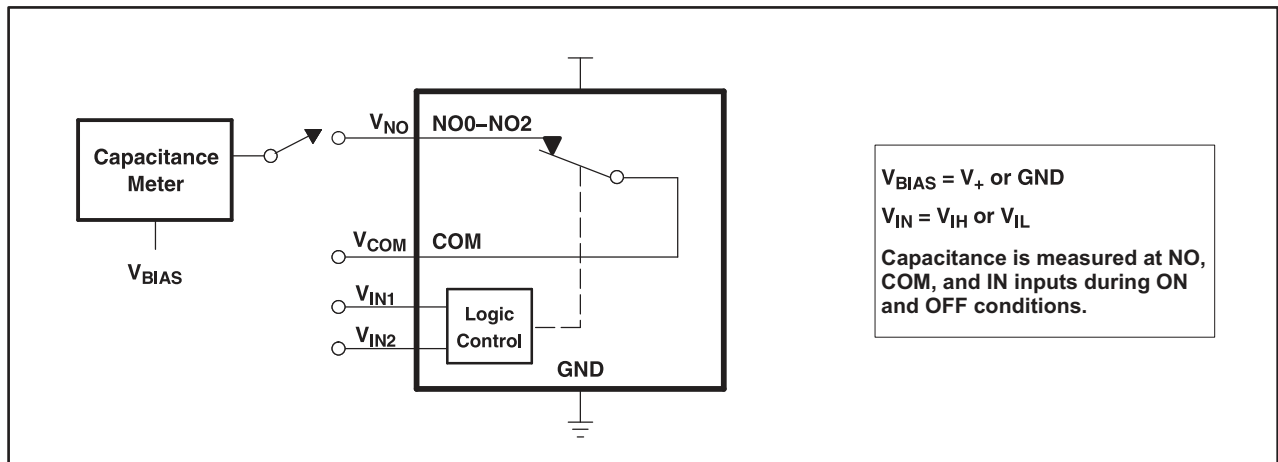 Capacitance
Meter
V_BIAS
V_NO
NO0–NO2
V_COM
COM
V_IN1
V_IN2
Logic
Control
GND
V_BIAS = V_+ or GND
V_IN = V_IH or V_IL
Capacitance is measured at NO,
COM, and IN inputs during ON
and OFF conditions.